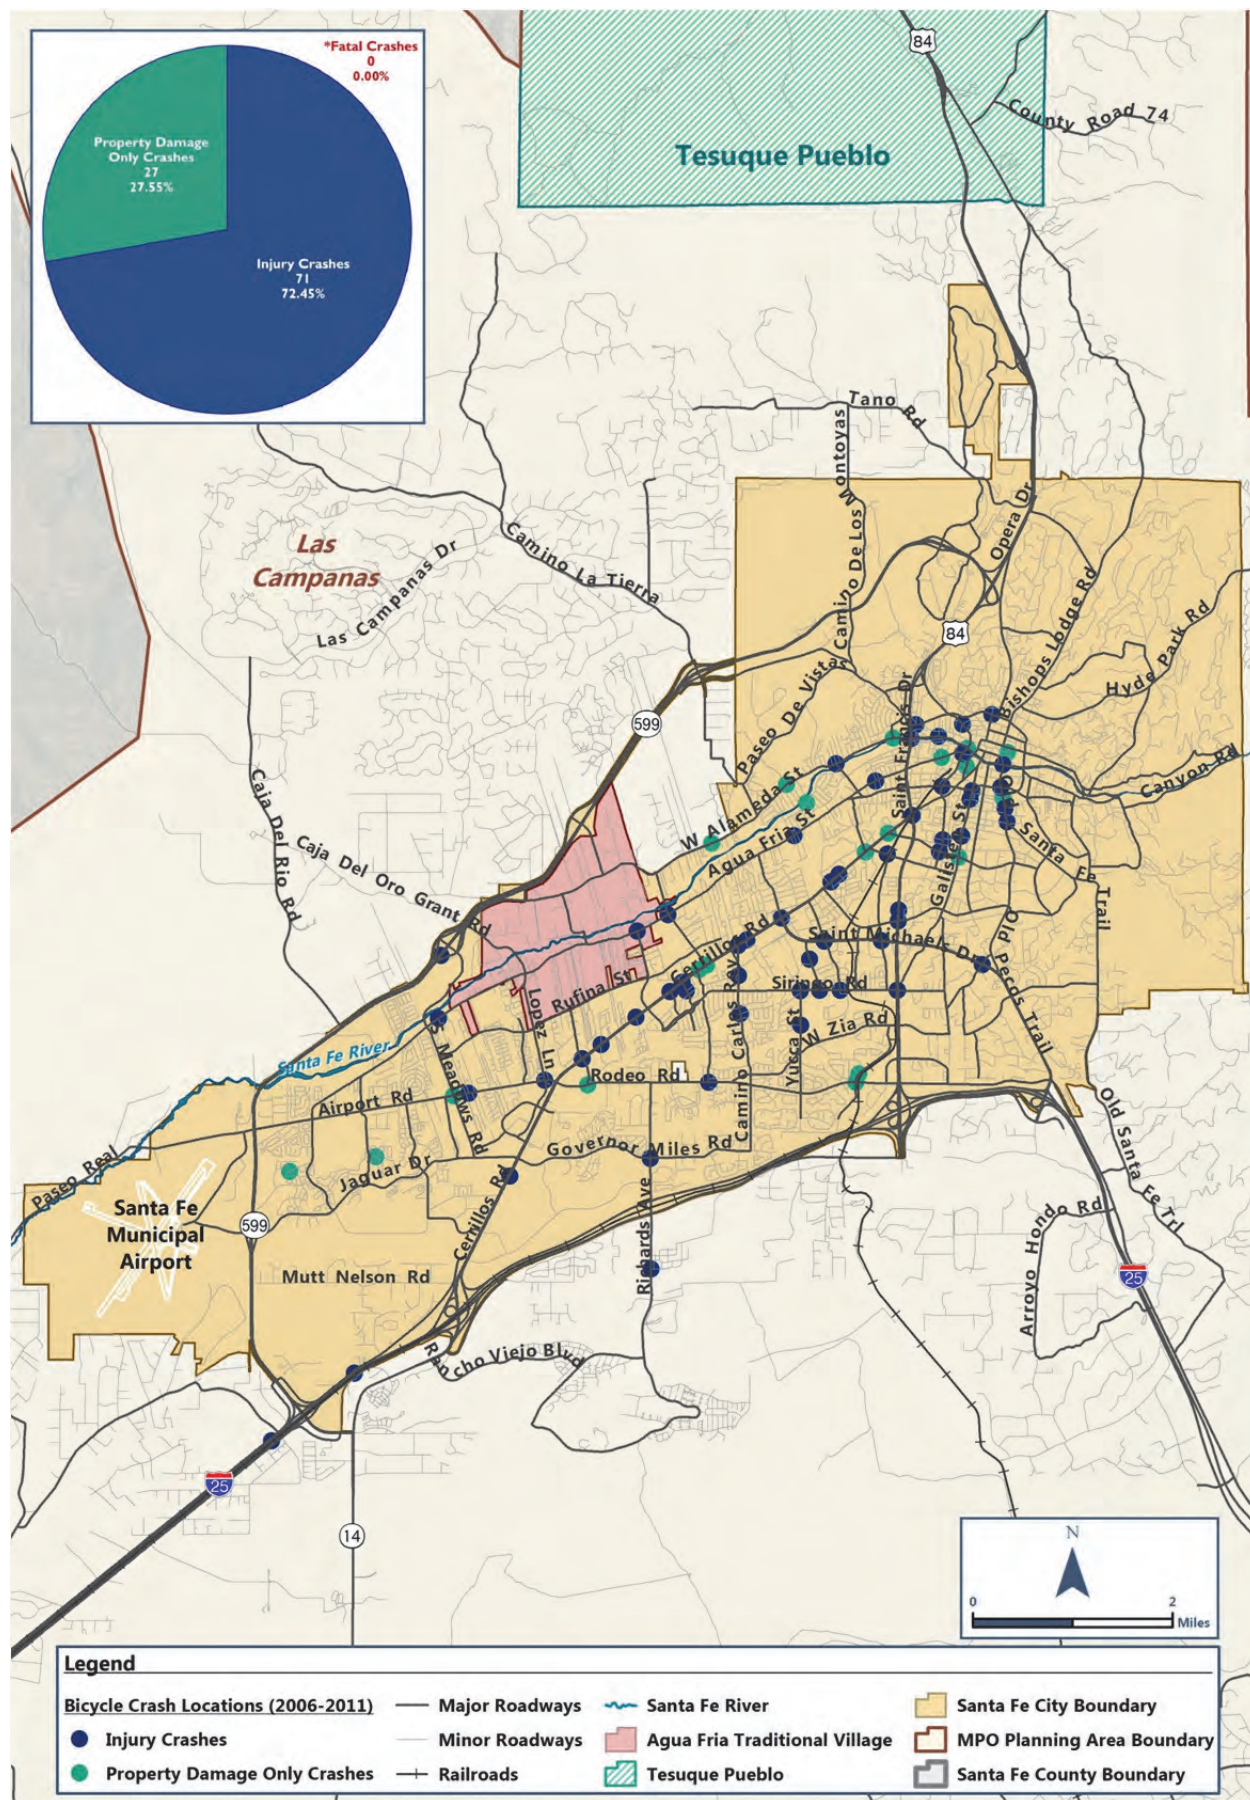 *Fatal Crashes
0
0.00%
Property Damage
Only Crashes
27
27.55%
Injury Crashes
71
72.45%
84
County Road 74
Tesuque Pueblo
Tano Rd
Camino De Los Montoyas
Opera Dr
Las
Campanas
Las Campanas Dr
Camino La Tierra
84
Bishops Lodge Rd
Hyde Park Rd
Paseo De Vistas
Saint Francis Dr
599
Canyon Rd
W Alameda St
Agua Fria St
Caja Del Rio Rd
Caja Del Oro Grant Rd
Galisteo St
Santa Fe Trail
Old Pecos Trail
Saint Michaels Dr
Cerrillos Rd
Siringo Rd
Rufina St
Lopez Ln
Camino Carlos Rey
Yucca St
W Zia Rd
Santa Fe River
S Meadows Rd
Rodeo Rd
Airport Rd
Governor Miles Rd
Jaguar Dr
Paseo Real
Old Santa Fe Trl
Santa Fe
Municipal
Airport
599
Cerrillos Rd
Richards Ave
Arroyo Hondo Rd
25
Mutt Nelson Rd
Rancho Viejo Blvd
25
14
N
0 2
Miles
Legend
Bicycle Crash Locations (2006-2011)
Injury Crashes
Property Damage Only Crashes
Major Roadways
Minor Roadways
Railroads
Santa Fe River
Agua Fria Traditional Village
Tesuque Pueblo
Santa Fe City Boundary
MPO Planning Area Boundary
Santa Fe County Boundary